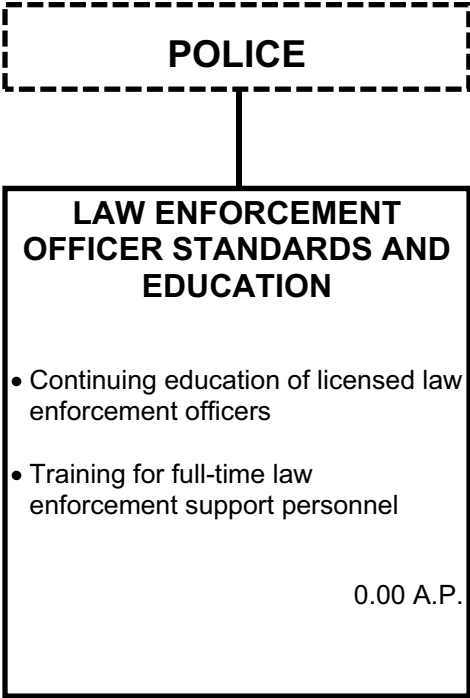 POLICE
LAW ENFORCEMENT
OFFICER STANDARDS AND
EDUCATION
• Continuing education of licensed law
enforcement officers
• Training for full-time law
enforcement support personnel
0.00 A.P.